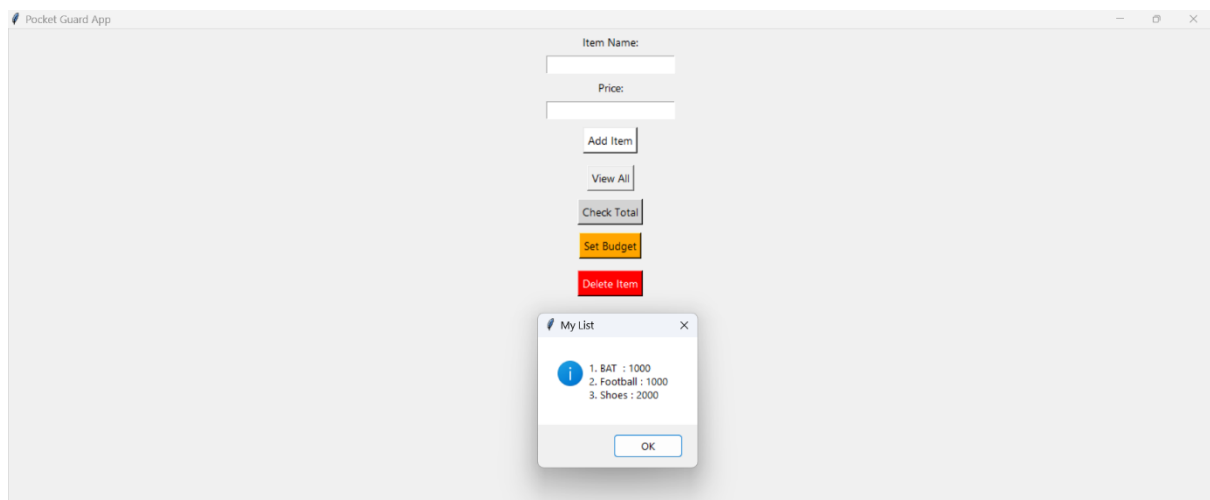 Pocket Guard App
Item Name:
Price:
Add Item
View All
Check Total
Set Budget
Delete Item
My List
1. BAT  : 1000
2. Football : 1000
3. Shoes : 2000
OK